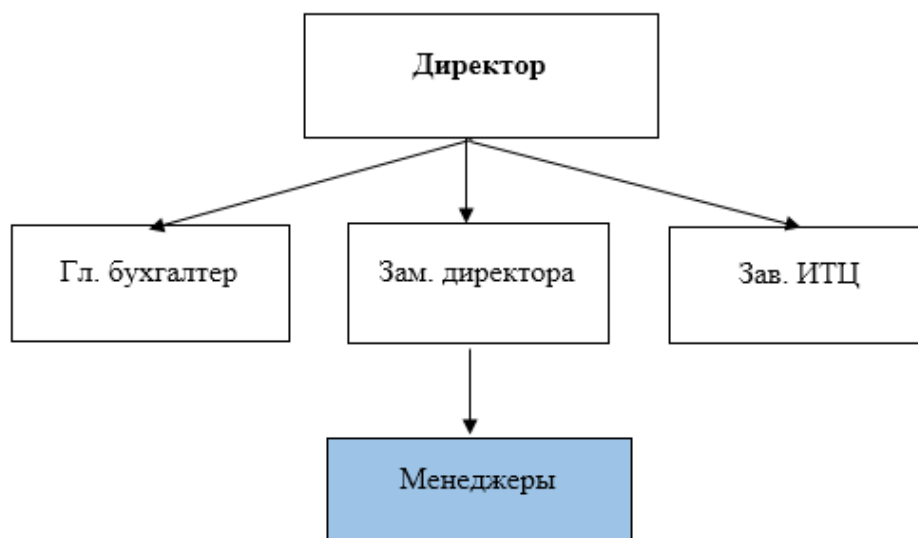 Директор
Гл. бухгалтер
Зам. директора
Зав. ИТЦ
Менеджеры